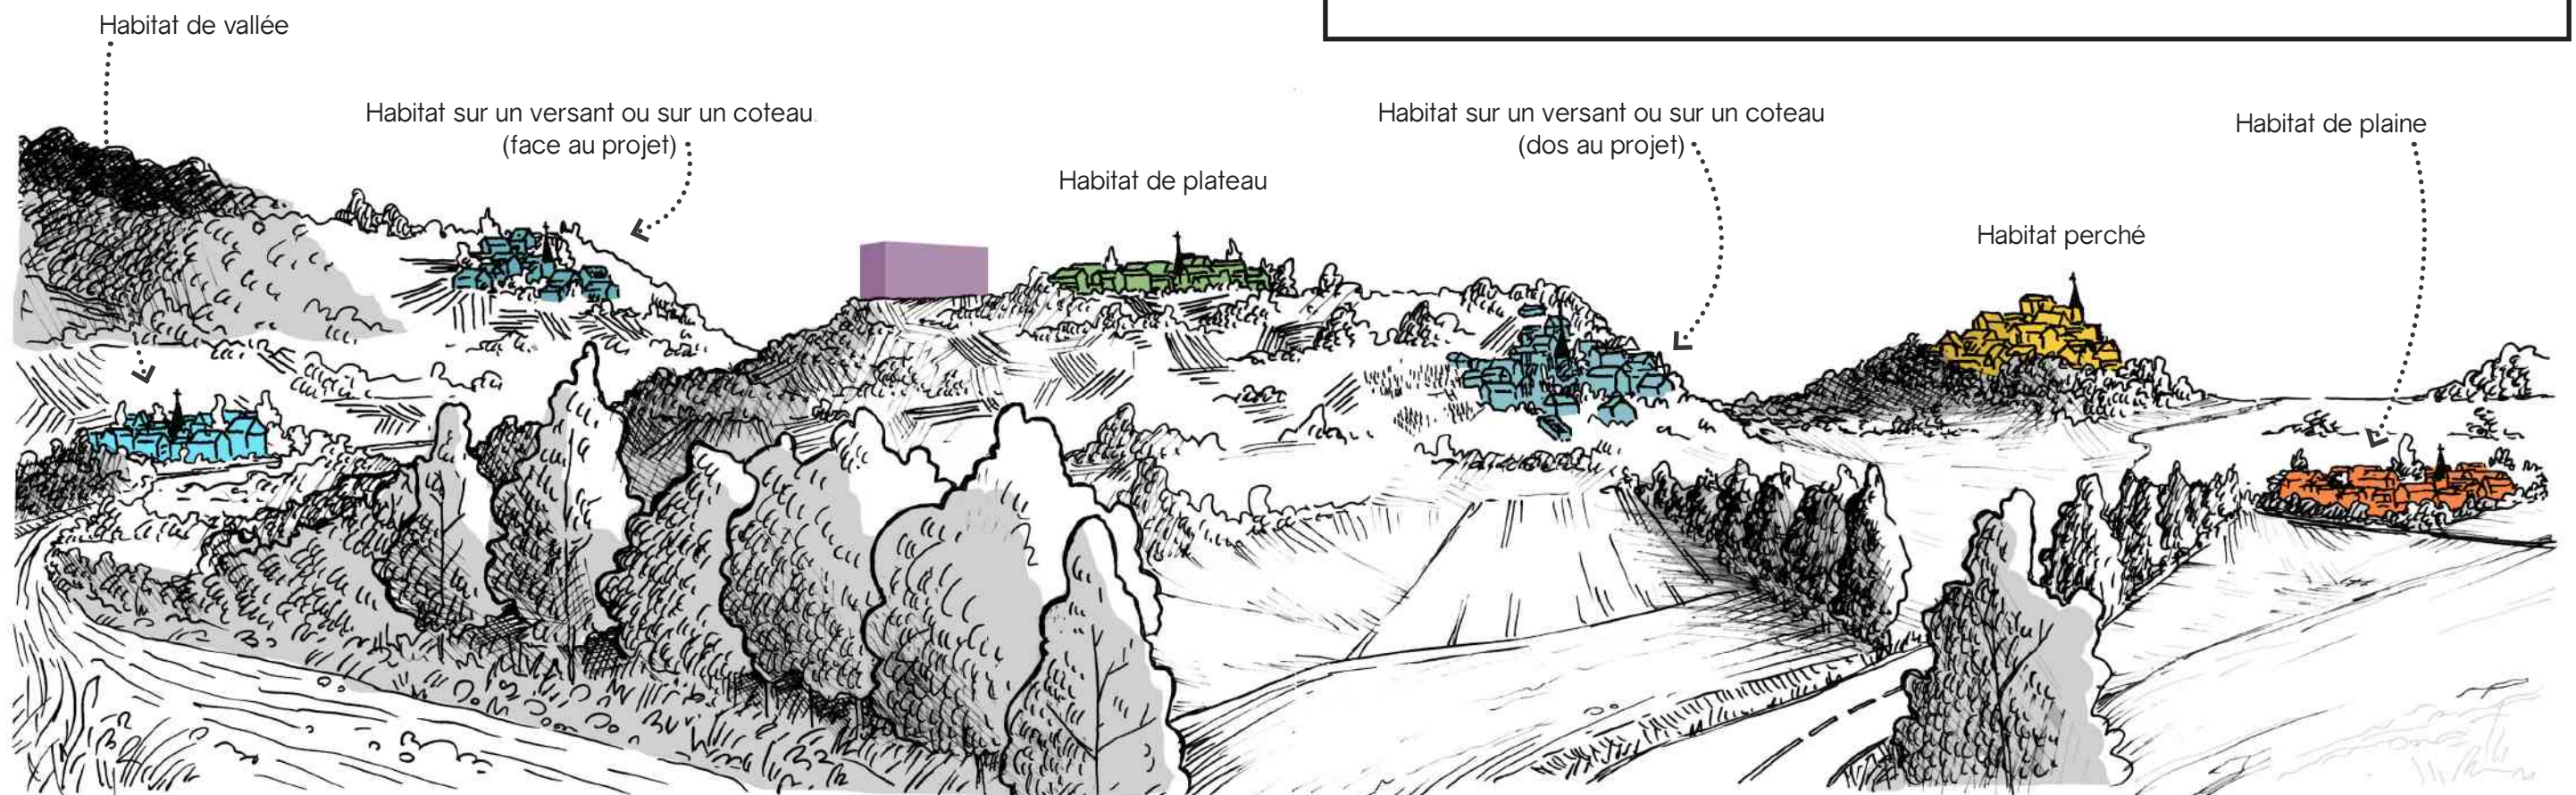 Habitat de vallée
Habitat sur un versant ou sur un coteau
(face au projet)
Habitat de plateau
Habitat sur un versant ou sur un coteau
(dos au projet)
Habitat perché
Habitat de plaine